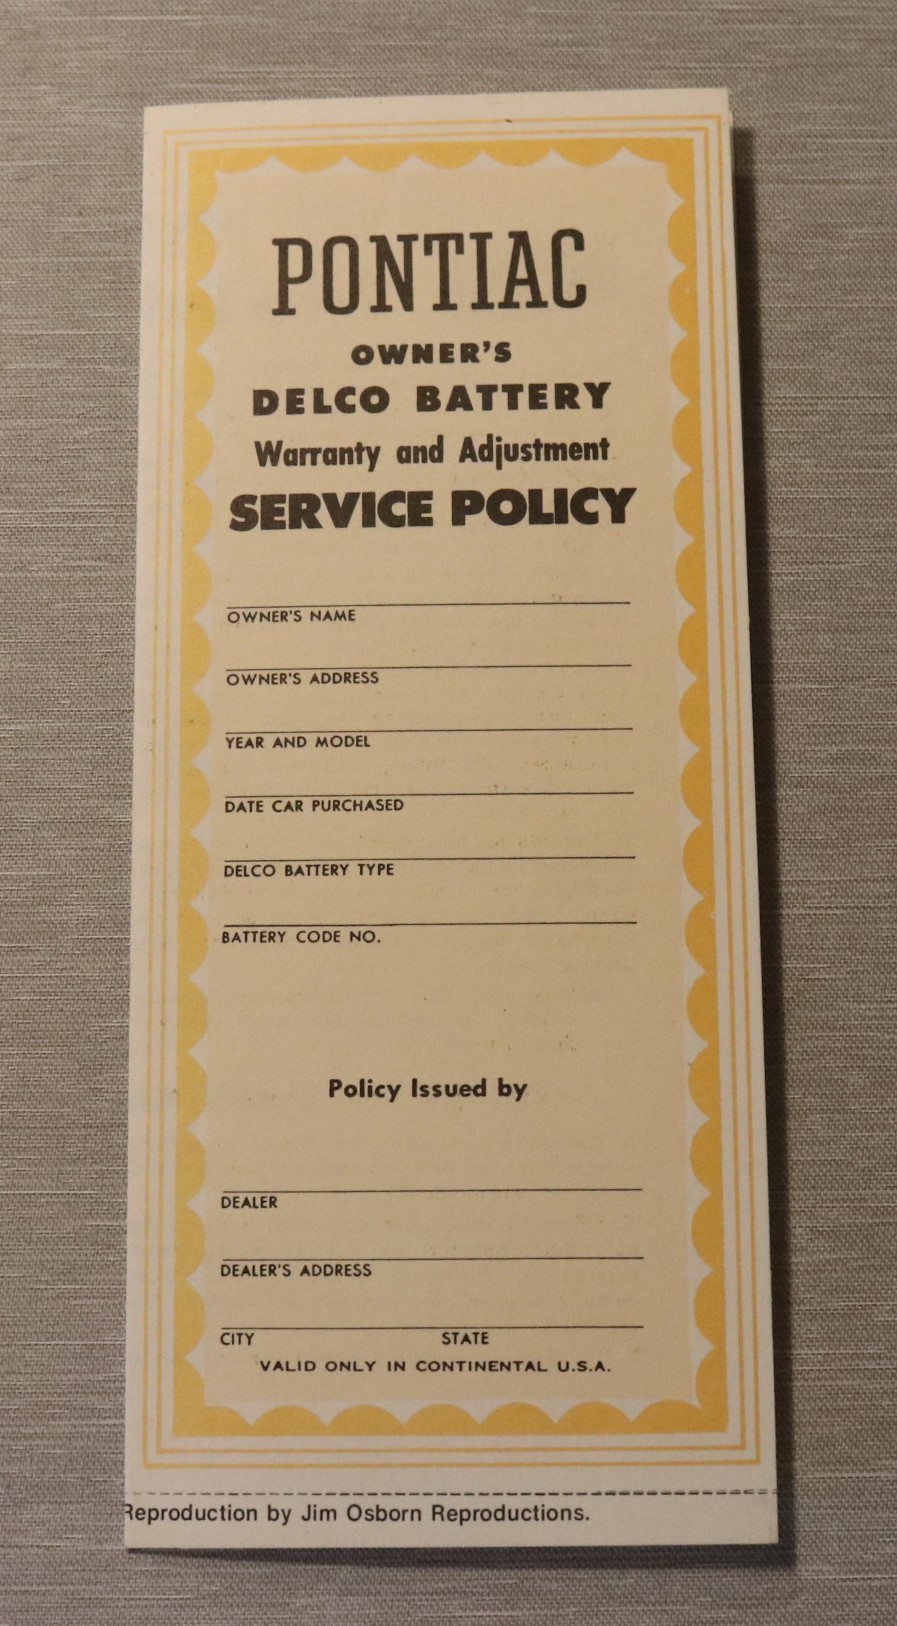 PONTIAC
OWNER'S
DELCO BATTERY
Warranty and Adjustment
SERVICE POLICY
OWNER'S NAME
OWNER'S ADDRESS
YEAR AND MODEL
DATE CAR PURCHASED
DELCO BATTERY TYPE
BATTERY CODE NO.
Policy Issued by
DEALER
DEALER'S ADDRESS
CITY STATE
VALID ONLY IN CONTINENTAL U.S.A.
Reproduction by Jim Osborn Reproductions.